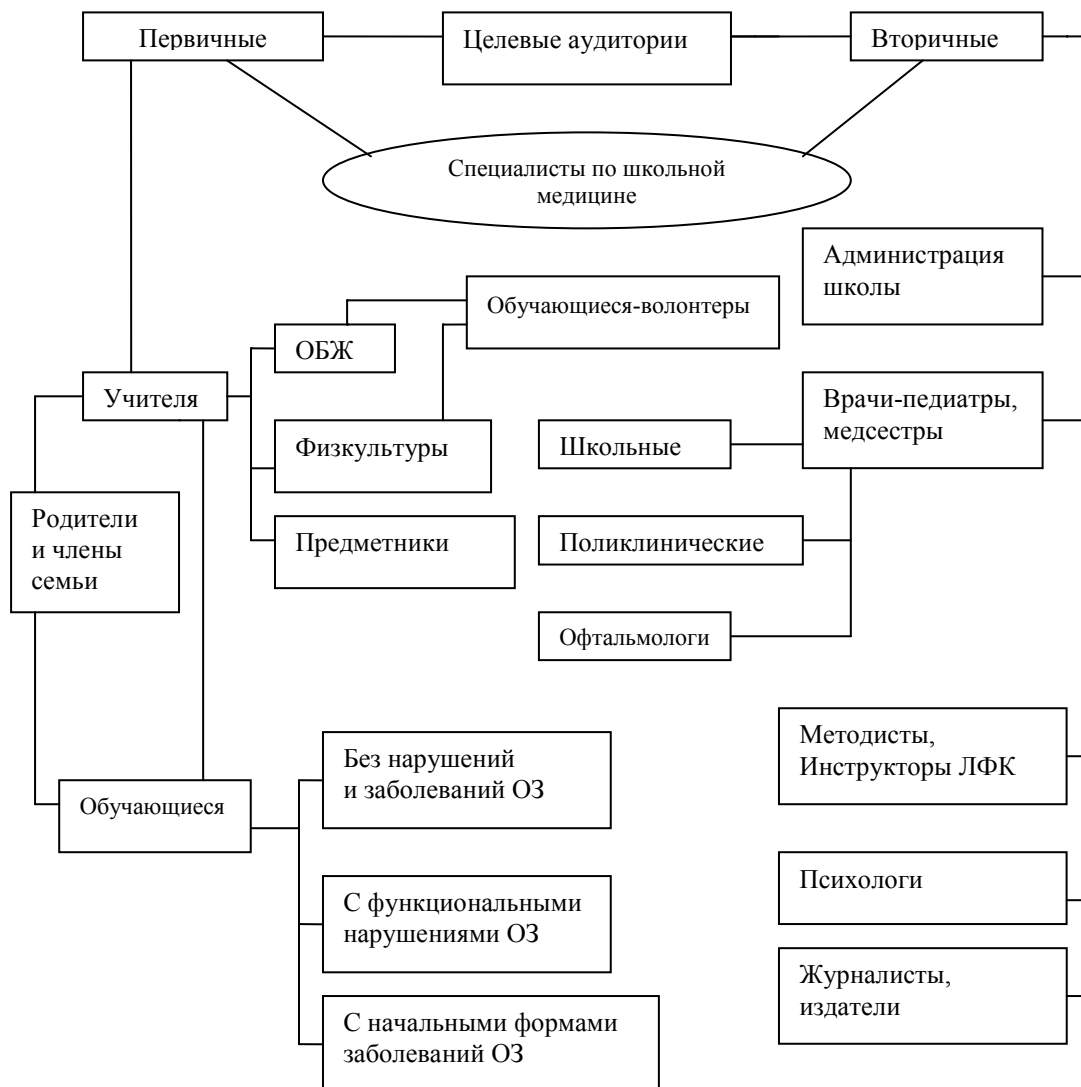 Первичные
Целевые аудитории
Вторичные
Специалисты по школьной
медицине
Администрация
школы
Обучающиеся-волонтеры
ОБЖ
Учителя
Врачи-педиатры,
медсестры
Физкультуры
Школьные
Родители
и члены
семьи
Предметники
Поликлинические
Офтальмологи
Методисты,
Инструкторы ЛФК
Без нарушений
и заболеваний ОЗ
Обучающиеся
Психологи
С функциональными
нарушениями ОЗ
Журналисты,
издатели
С начальными формами
заболеваний ОЗ